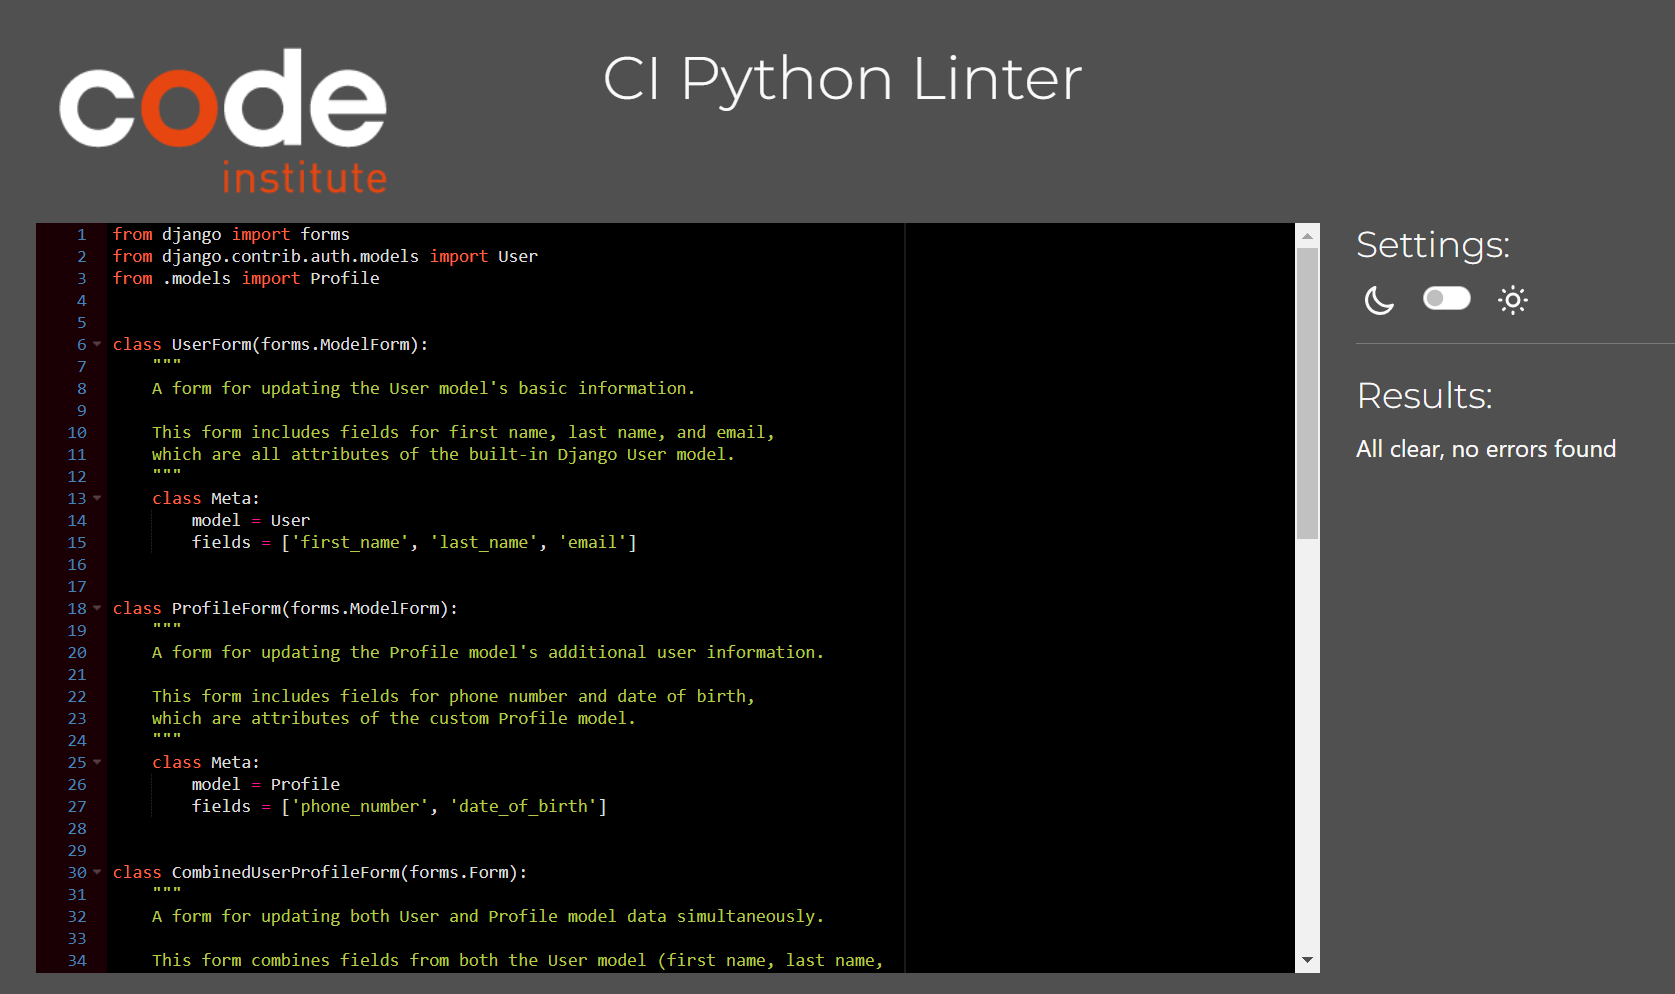 code
institute
CI Python Linter
1 from django import forms
2 from django.contrib.auth.models import User
3 from .models import Profile
4
5
6 class UserForm(forms.ModelForm):
7     """
8     A form for updating the User model's basic information.
9
10     This form includes fields for first name, last name, and email,
11     which are all attributes of the built-in Django User model.
12     """
13     class Meta:
14         model = User
15         fields = ['first_name', 'last_name', 'email']
16
17
18 class ProfileForm(forms.ModelForm):
19     """
20     A form for updating the Profile model's additional user information.
21
22     This form includes fields for phone number and date of birth,
23     which are attributes of the custom Profile model.
24     """
25     class Meta:
26         model = Profile
27         fields = ['phone_number', 'date_of_birth']
28
29
30 class CombinedUserProfileForm(forms.Form):
31     """
32     A form for updating both User and Profile model data simultaneously.
33
34     This form combines fields from both the User model (first name, last name,
Settings:
Results:
All clear, no errors found